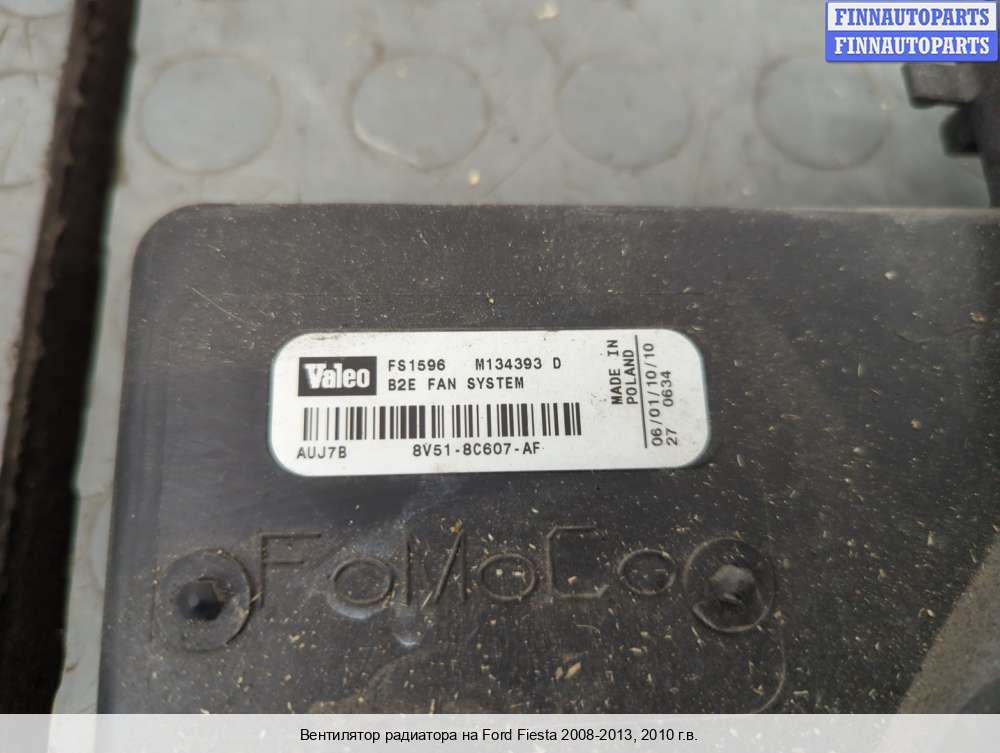 FINNAUTOPARTS
FINNAUTOPARTS
Valeo FS1596 M134393 D
B2E FAN SYSTEM
AUJ7B 8V51-8C607-AF
MADE IN
POLAND
06/01/10/10
27 0634
FoMoCo
Вентилятор радиатора на Ford Fiesta 2008-2013, 2010 г.в.